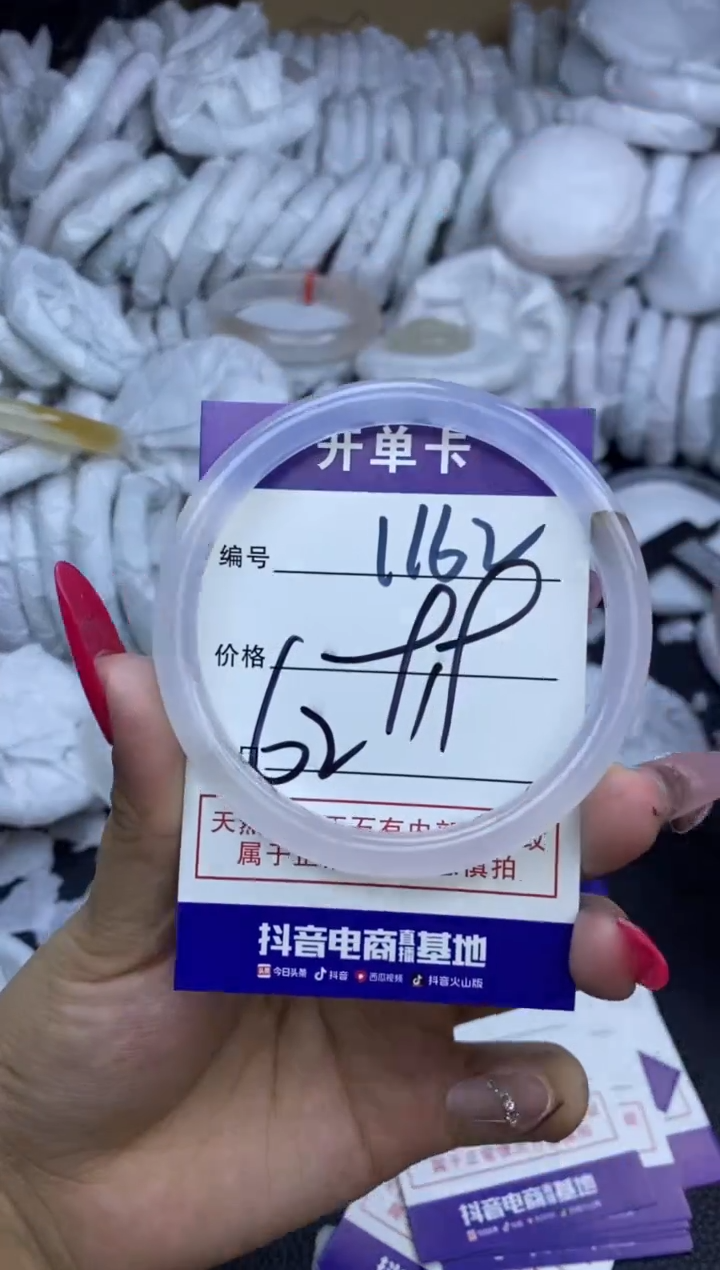 开单卡
编号 1162
价格
62
天然
属于
慎拍
抖音电商直播基地
今日头条 抖音 西瓜视频 抖音火山版
抖音电商直播基地